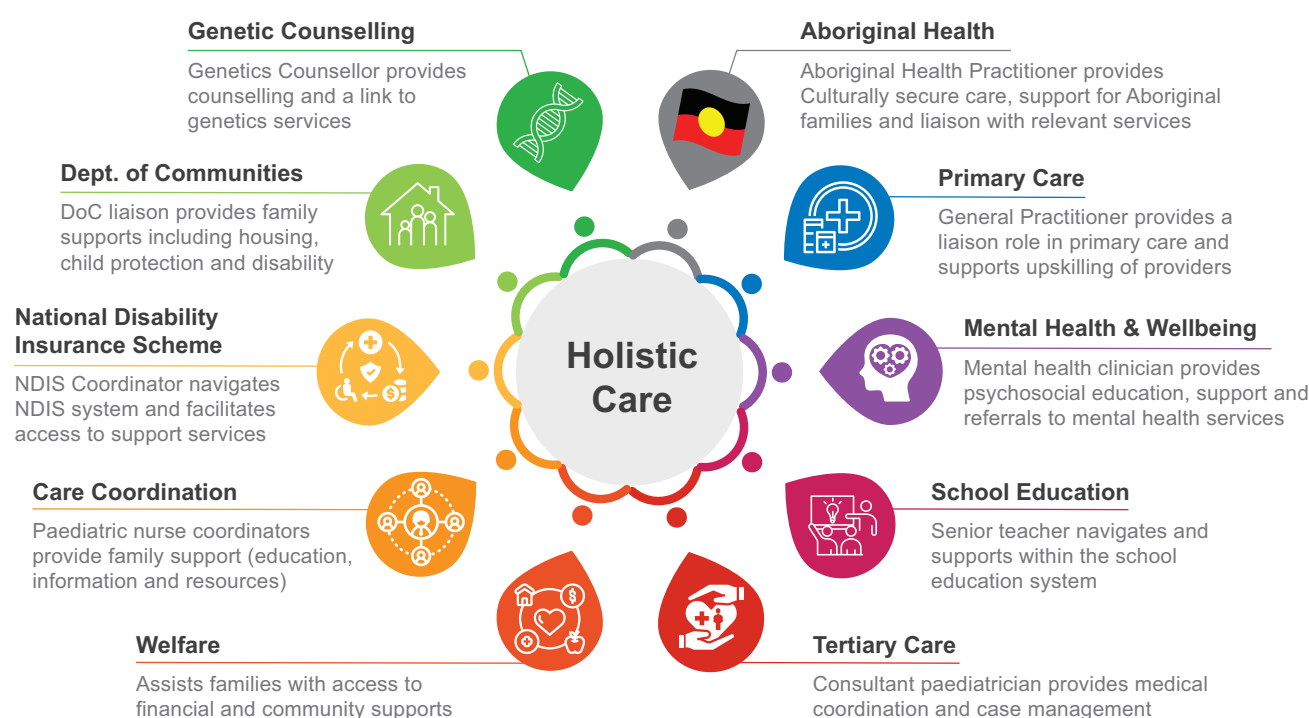 Genetic Counselling
Genetics Counsellor provides
counselling and a link to
genetics services
Aboriginal Health
Aboriginal Health Practitioner provides
Culturally secure care, support for Aboriginal
families and liaison with relevant services
Dept. of Communities
DoC liaison provides family
supports including housing,
child protection and disability
Primary Care
General Practitioner provides a
liaison role in primary care and
supports upskilling of providers
National Disability
Insurance Scheme
NDIS Coordinator navigates
NDIS system and facilitates
access to support services
Holistic
Care
Mental Health & Wellbeing
Mental health clinician provides
psychosocial education, support and
referrals to mental health services
Care Coordination
Paediatric nurse coordinators
provide family support (education,
information and resources)
School Education
Senior teacher navigates and
supports within the school
education system
Welfare
Assists families with access to
financial and community supports
Tertiary Care
Consultant paediatrician provides medical
coordination and case management